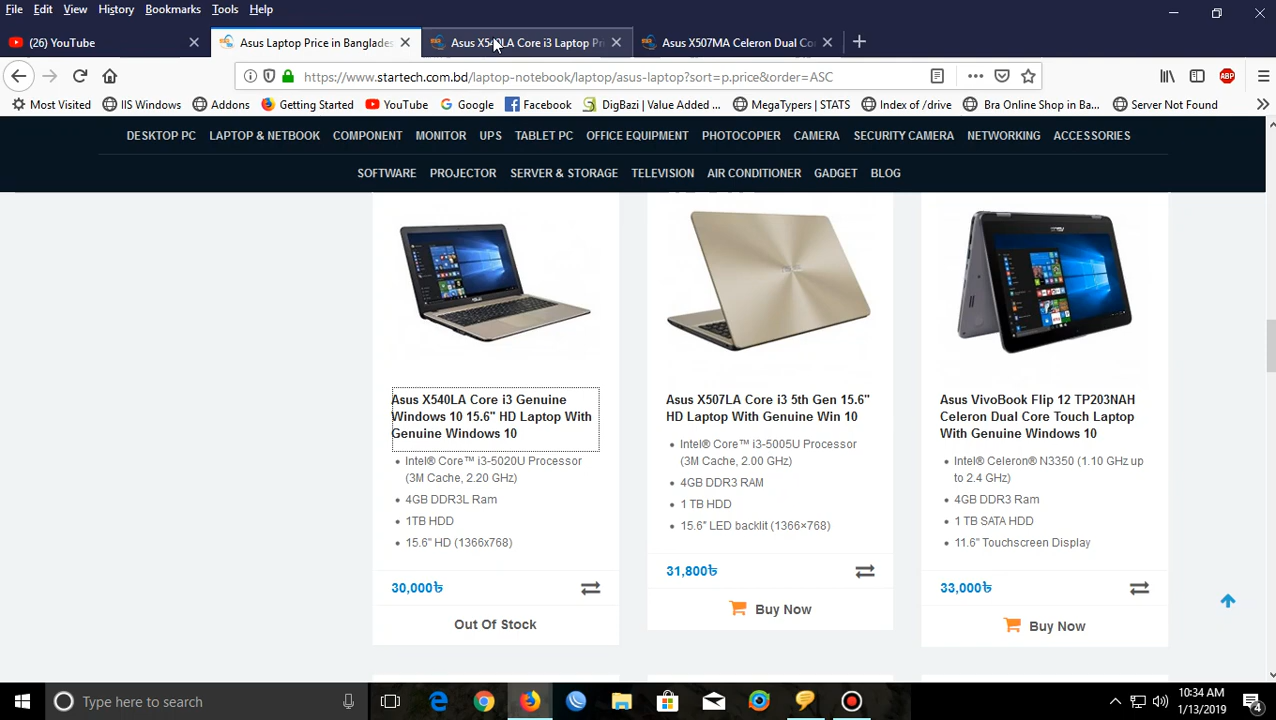 File Edit View History Bookmarks Tools Help
(26) YouTube
Asus Laptop Price in Banglades
Asus X540LA Core i3 Laptop Pri
Asus X507MA Celeron Dual Cor
https://www.startech.com.bd/laptop-notebook/laptop/asus-laptop?sort=p.price&order=ASC
ABP
Most Visited IIS Windows Addons Getting Started YouTube Google Facebook DigBazi | Value Added ... MegaTypers | STATS Index of /drive Bra Online Shop in Ba... Server Not Found
DESKTOP PC LAPTOP & NETBOOK COMPONENT MONITOR UPS TABLET PC OFFICE EQUIPMENT PHOTOCOPIER CAMERA SECURITY CAMERA NETWORKING ACCESSORIES
SOFTWARE PROJECTOR SERVER & STORAGE TELEVISION AIR CONDITIONER GADGET BLOG
Asus X540LA Core i3 Genuine
Windows 10 15.6" HD Laptop With
Genuine Windows 10
• Intel® Core™ i3-5020U Processor
(3M Cache, 2.20 GHz)
• 4GB DDR3L Ram
• 1TB HDD
• 15.6" HD (1366x768)
30,000৳
Out Of Stock
Asus X507LA Core i3 5th Gen 15.6"
HD Laptop With Genuine Win 10
• Intel® Core™ i3-5005U Processor
(3M Cache, 2.00 GHz)
• 4GB DDR3 RAM
• 1 TB HDD
• 15.6" LED backlit (1366×768)
31,800৳
Buy Now
Asus VivoBook Flip 12 TP203NAH
Celeron Dual Core Touch Laptop
With Genuine Windows 10
• Intel® Celeron® N3350 (1.10 GHz up
to 2.4 GHz)
• 4GB DDR3 Ram
• 1 TB SATA HDD
• 11.6" Touchscreen Display
33,000৳
Buy Now
Type here to search
10:34 AM
1/13/2019
4